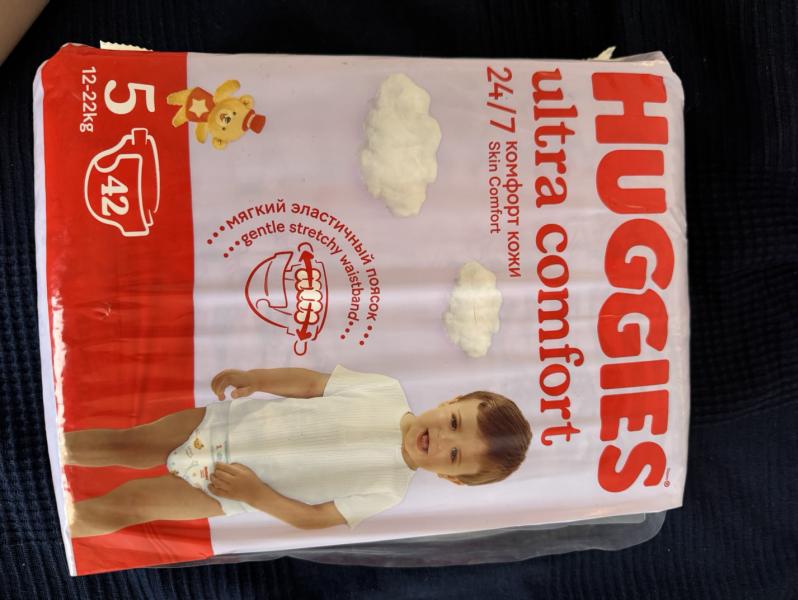 HUGGIES
ultra comfort
24/7 комфорт кожи
Skin Comfort
мягкий эластичный поясок
gentle stretchy waistband
5
42
12-22kg